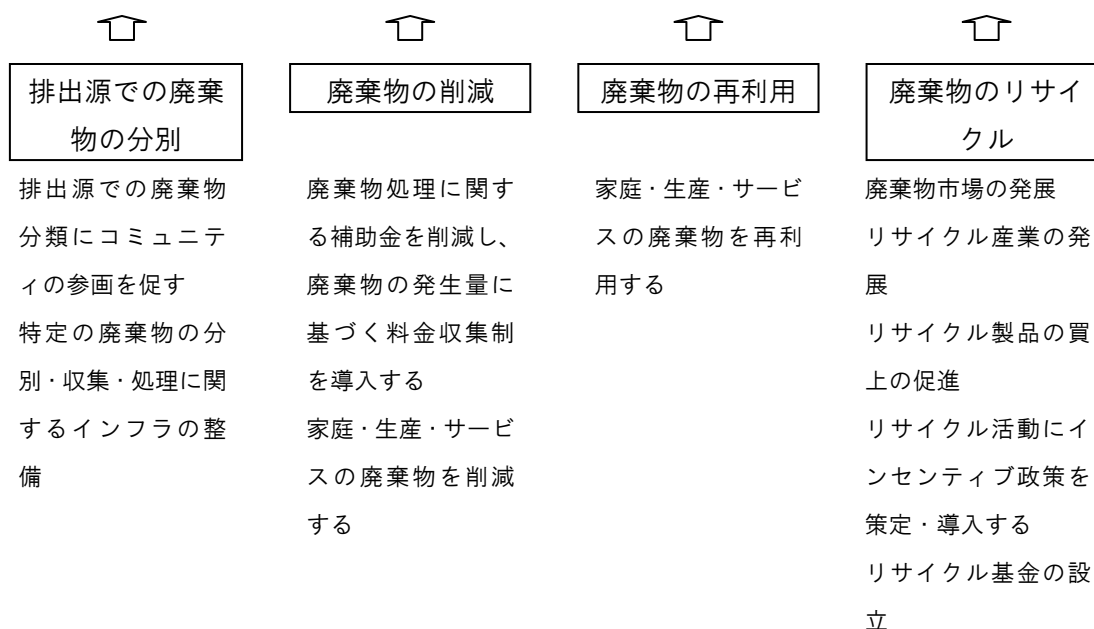 排出源での廃棄
物の分別
排出源での廃棄物
分類にコミュニテ
ィの参画を促す
特定の廃棄物の分
別・収集・処理に関
するインフラの整
備
廃棄物の削減
廃棄物処理に関す
る補助金を削減し、
廃棄物の発生量に
基づく料金収集制
を導入する
家庭・生産・サービ
スの廃棄物を削減
する
廃棄物の再利用
家庭・生産・サービ
スの廃棄物を再利
用する
廃棄物のリサイ
クル
廃棄物市場の発展
リサイクル産業の発
展
リサイクル製品の買
上の促進
リサイクル活動にイ
ンセンティブ政策を
策定・導入する
リサイクル基金の設
立